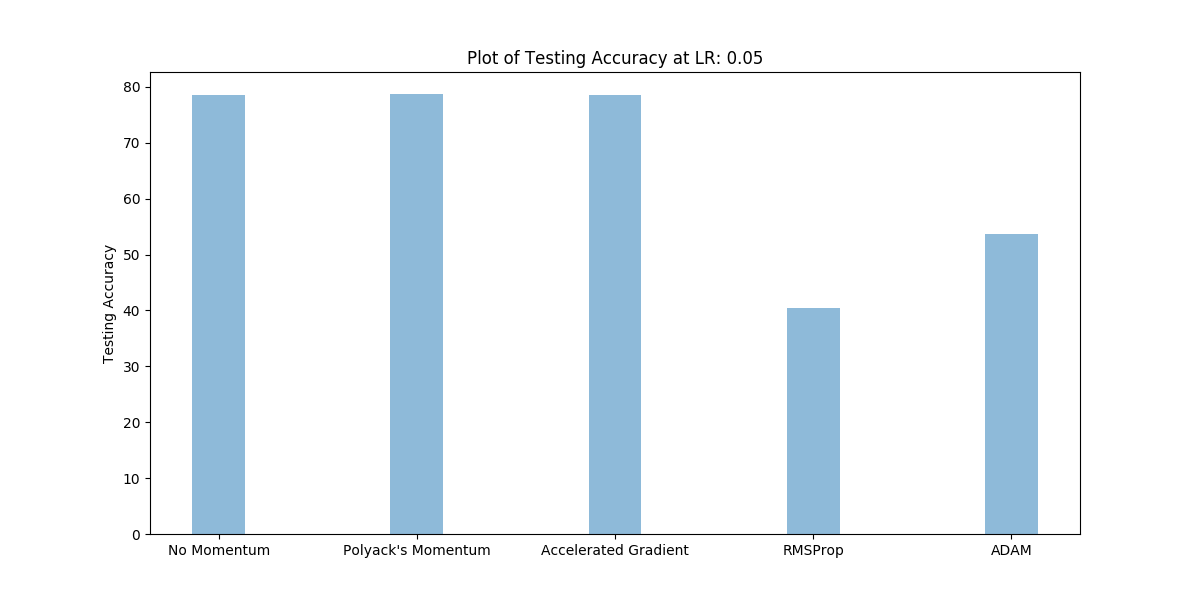 Plot of Testing Accuracy at LR: 0.05
80
70
60
50
40
30
20
10
0
Testing Accuracy
No Momentum
Polyack's Momentum
Accelerated Gradient
RMSProp
ADAM